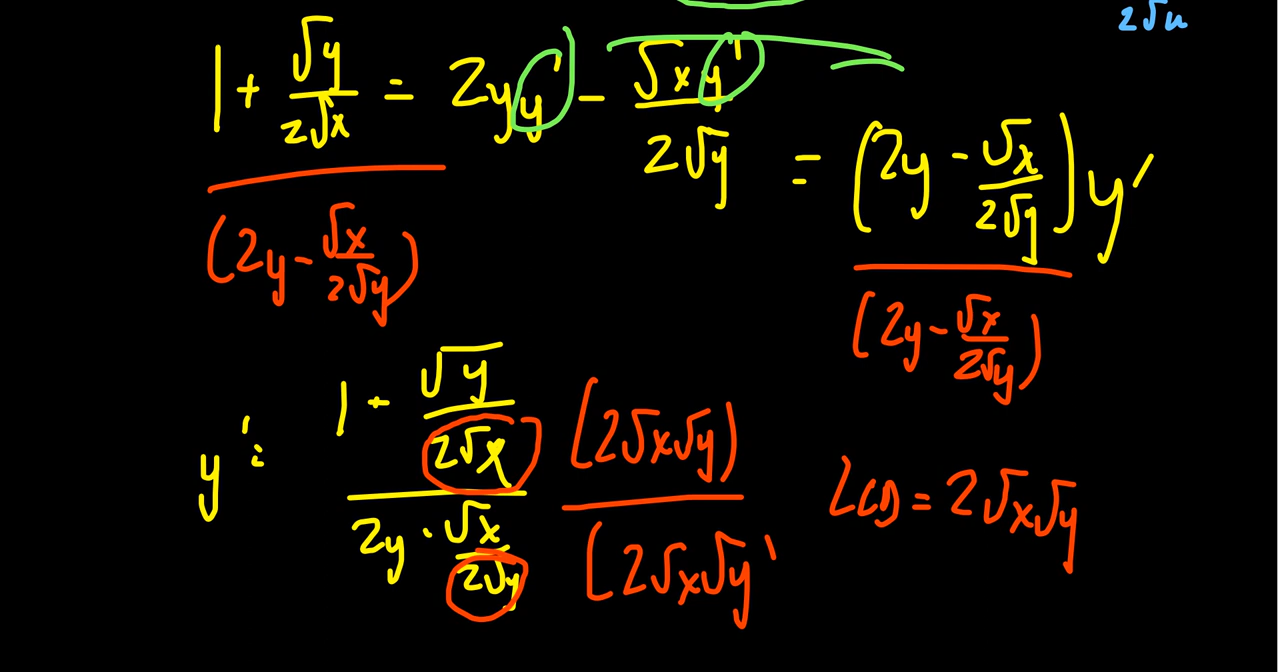 2√u
1 + √y/2√x = 2yy' - √x y'/2√y = (2y - √x/2√y) y'
(2y - √x/2√y) (2y - √x/2√y)
y' = 1 + √y/2√x / 2y - √x/2√y (2√x√y) / (2√x√y) LCD = 2√x√y